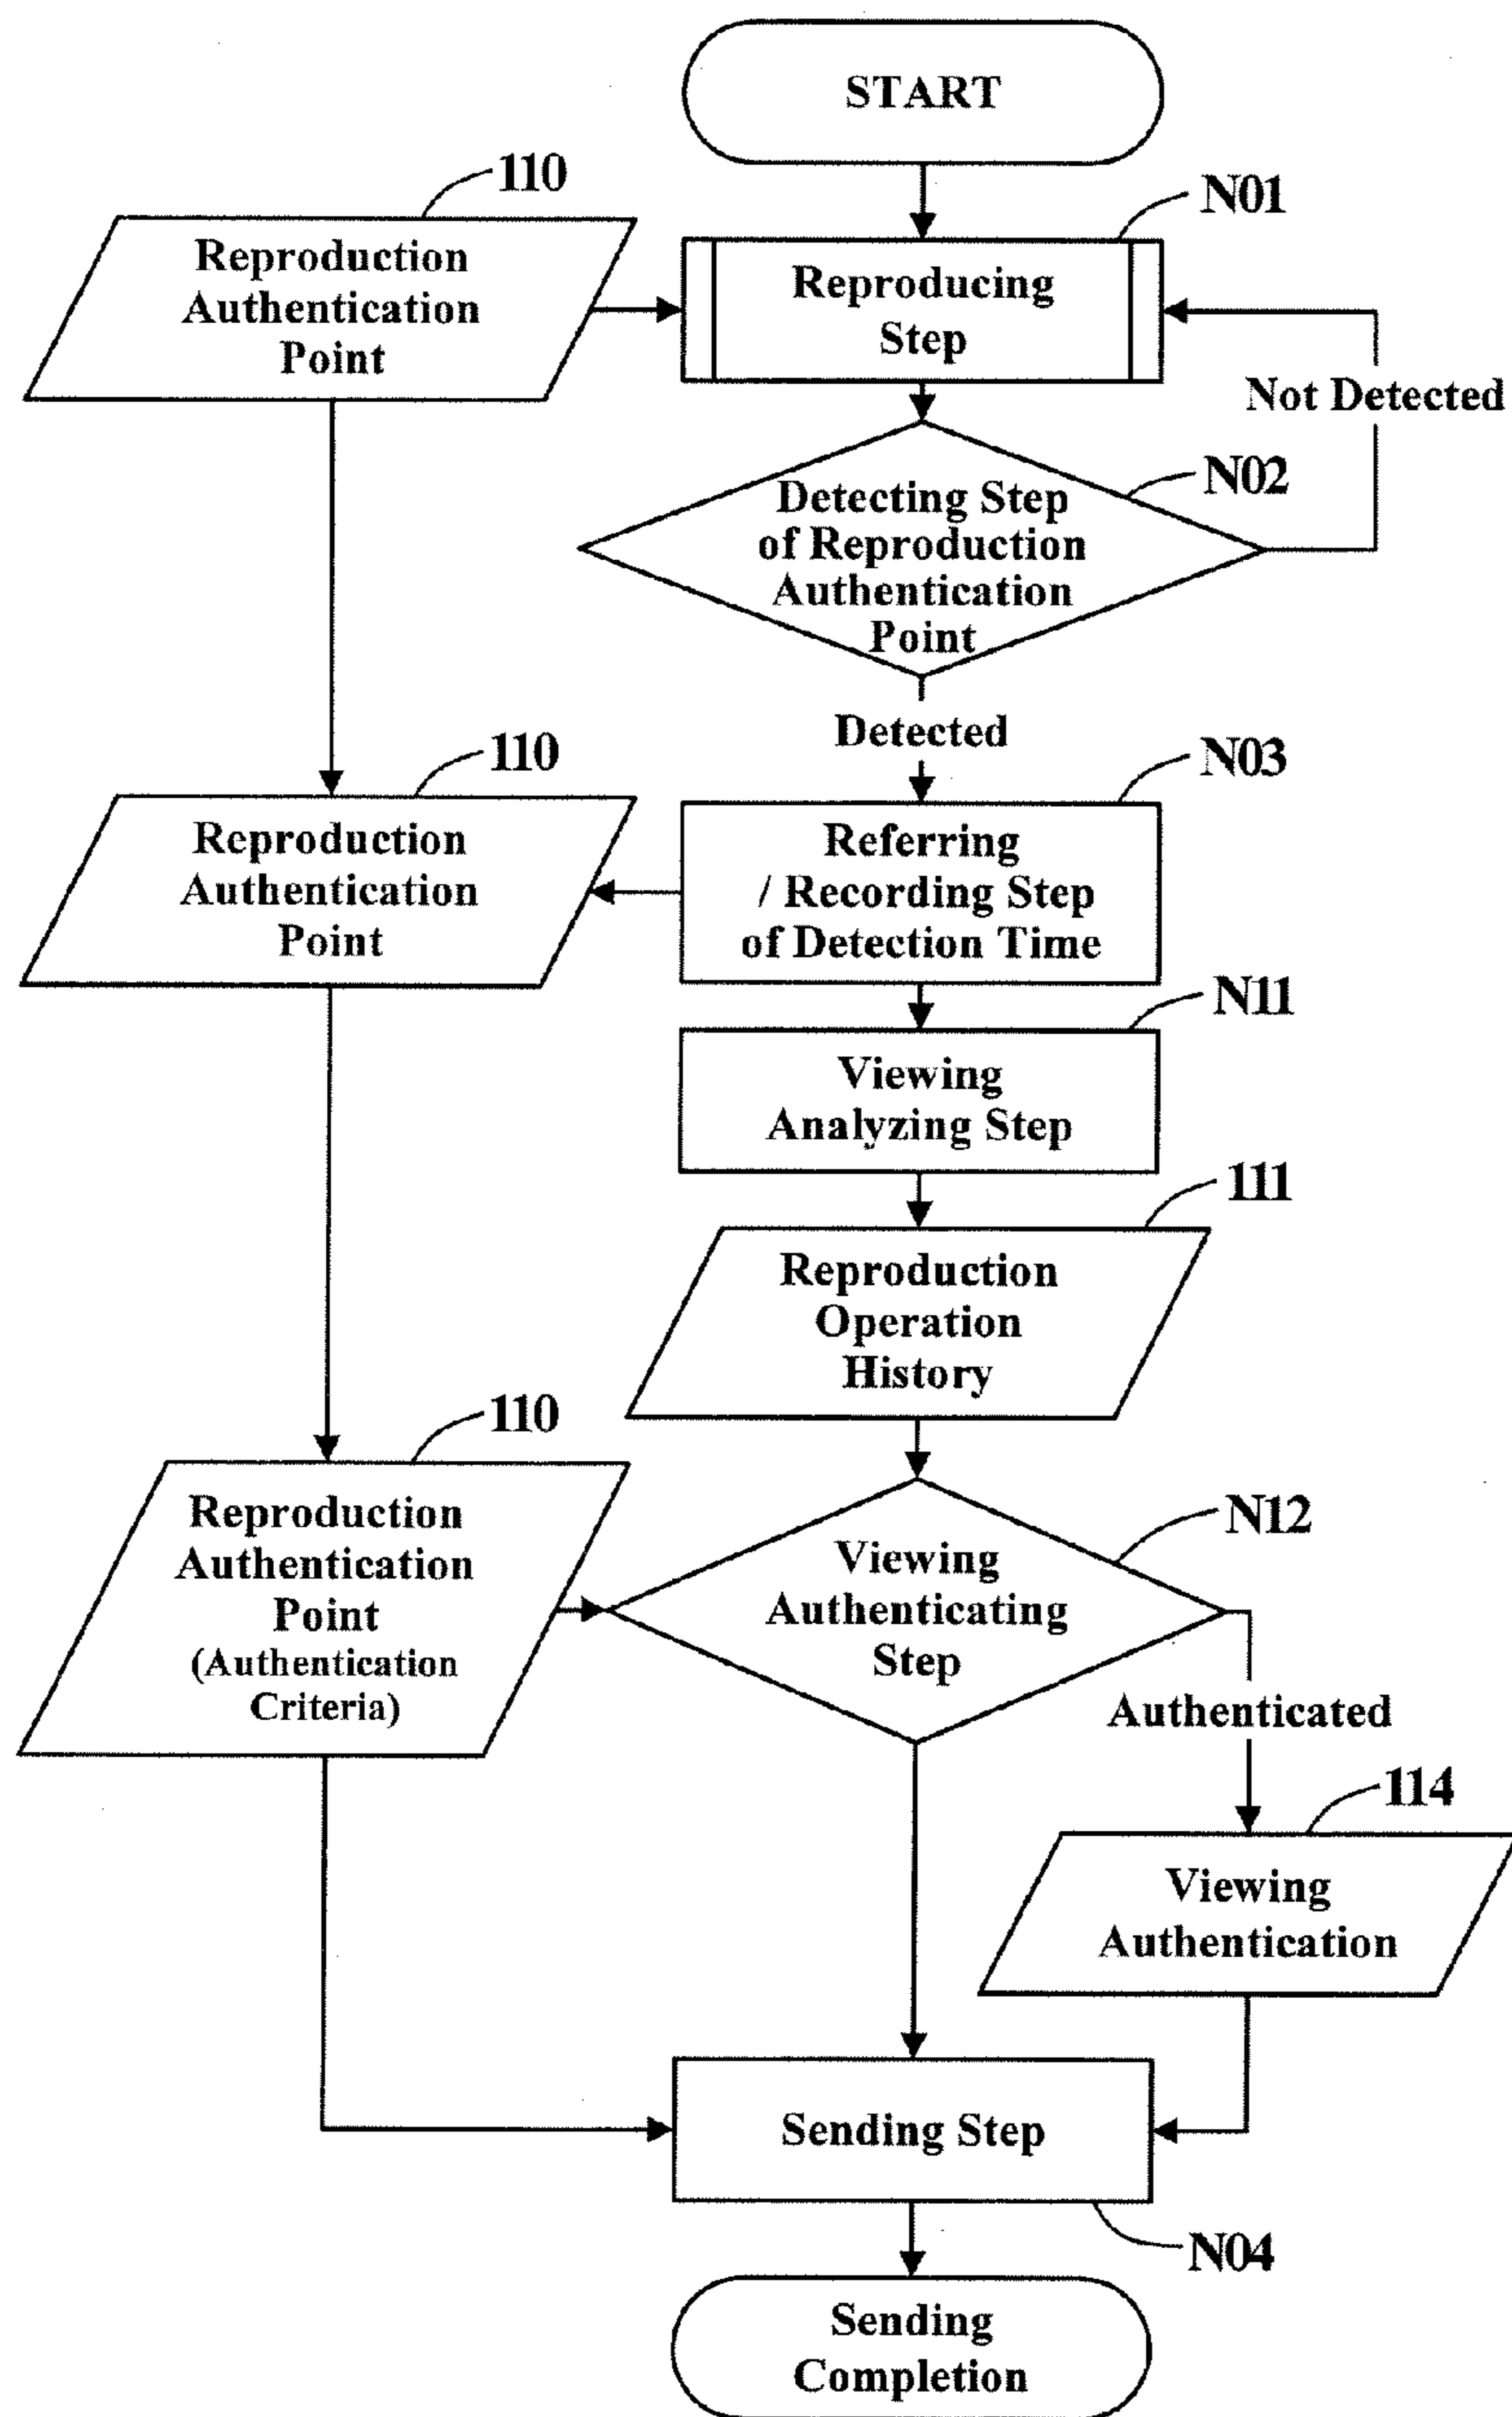 START
110
N01
Reproduction
Authentication
Point
Reproducing
Step
Not Detected
N02
Detecting Step
of Reproduction
Authentication
Point
Detected
110
N03
Reproduction
Authentication
Point
Referring
/ Recording Step
of Detection Time
N11
Viewing
Analyzing Step
111
Reproduction
Operation
History
110
N12
Reproduction
Authentication
Point
(Authentication
Criteria)
Viewing
Authenticating
Step
Authenticated
114
Viewing
Authentication
Sending Step
N04
Sending
Completion